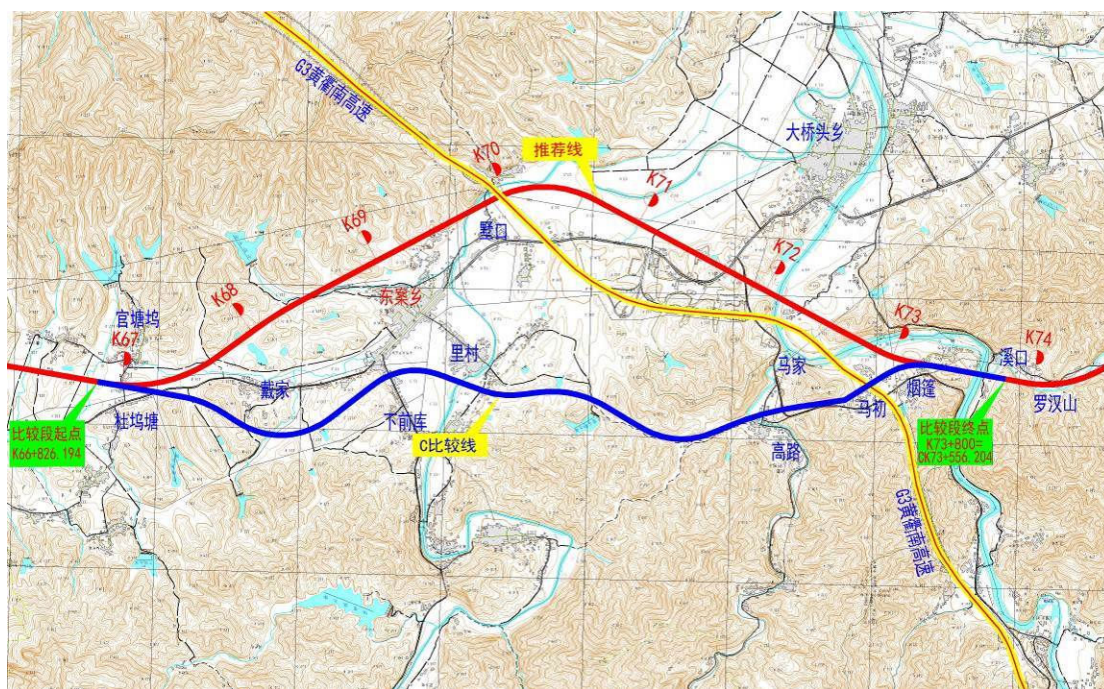 G3黄衢南高速
大桥头乡
推荐线
K70
K71
K69
墅口
K72
K68
东案乡
官塘坞
K67
K73
K74
里村
马家
溪口
戴家
烟篷
罗汉山
杜坞塘
下前库
C比较线
马初
高路
比较段起点
K66+826.194
比较段终点
K73+800=
CK73+556.204
G3黄衢南高速